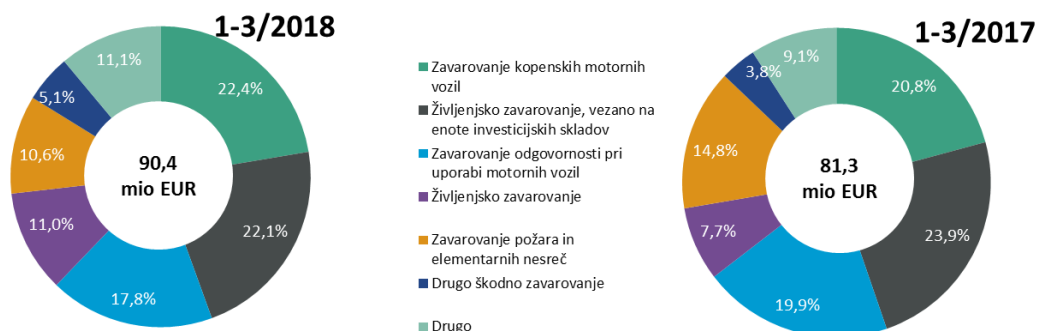 1-3/2018
11,1%
22,4%
5,1%
10,6%
90,4
mio EUR
11,0%
22,1%
17,8%
Zavarovanje kopenskih motornih
vozil
Življenjsko zavarovanje, vezano na
enote investicijskih skladov
Zavarovanje odgovornosti pri
uporabi motornih vozil
Življenjsko zavarovanje
Zavarovanje požara in
elementarnih nesreč
Drugo škodno zavarovanje
Drugo
1-3/2017
9,1%
3,8%
20,8%
14,8%
81,3
mio EUR
7,7%
23,9%
19,9%